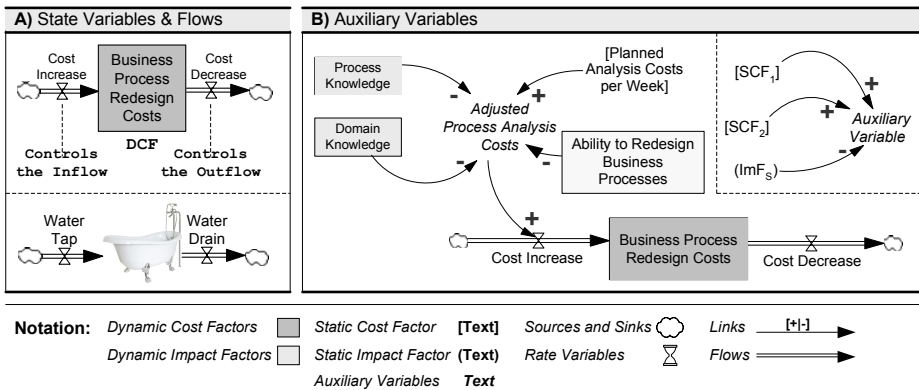 A) State Variables & Flows
Cost
Increase
Business
Process
Redesign
Costs
Cost
Decrease
DCF
Controls
the Inflow
Controls
the Outflow
Water
Tap
Water
Drain
B) Auxiliary Variables
Process
Knowledge
Domain
Knowledge
[Planned
Analysis Costs
per Week]
-
+
Adjusted
Process Analysis
Costs
-
-
Ability to Redesign
Business
Processes
+
Cost Increase
Business Process
Redesign Costs
Cost Decrease
[SCF1]
[SCF2]
(ImFS)
+
+
-
Auxiliary
Variable
Notation:
Dynamic Cost Factors
Static Cost Factor [Text]
Sources and Sinks
Links [+|-]
Dynamic Impact Factors
Static Impact Factor (Text)
Rate Variables
Flows
Auxiliary Variables Text